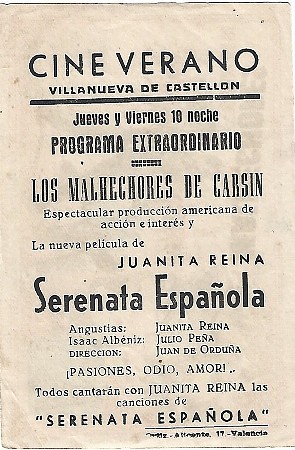 CINE VERANO
VILLANUEVA DE CASTELLON
Jueves y Viernes 10 noche
PROGRAMA EXTRAORDINARIO
LOS MALHECHORES DE CARSIN
Espectacular producción americana de
acción e interés y
La nueva película de
JUANITA REINA
Serenata Española
Angustias: JUANITA REINA
Isaac Albéniz: JULIO PEÑA
DIRECCION: JUAN DE ORDUÑA
¡PASIONES, ODIO, AMOR!..
Todos cantarán con JUANITA REINA las
canciones de
"SERENATA ESPAÑOLA"
Alicante, 17.-Valencia